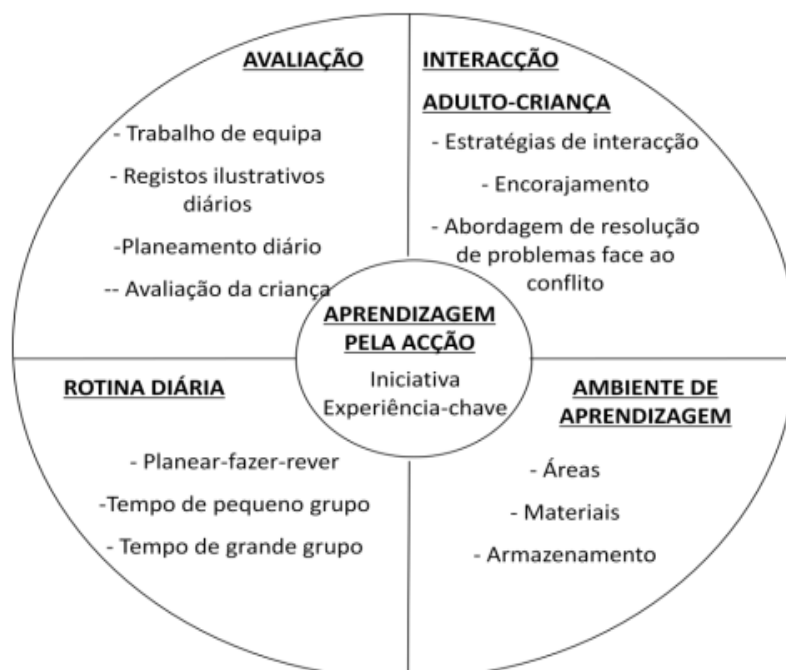 AVALIAÇÃO
- Trabalho de equipa
- Registos ilustrativos
diários
-Planeamento diário
-- Avaliação da criança
INTERACÇÃO
ADULTO-CRIANÇA
- Estratégias de interacção
- Encorajamento
- Abordagem de resolução
de problemas face ao
conflito
APRENDIZAGEM
PELA ACÇÃO
Iniciativa
Experiência-chave
ROTINA DIÁRIA
- Planear-fazer-rever
-Tempo de pequeno grupo
- Tempo de grande grupo
AMBIENTE DE
APRENDIZAGEM
- Áreas
- Materiais
- Armazenamento